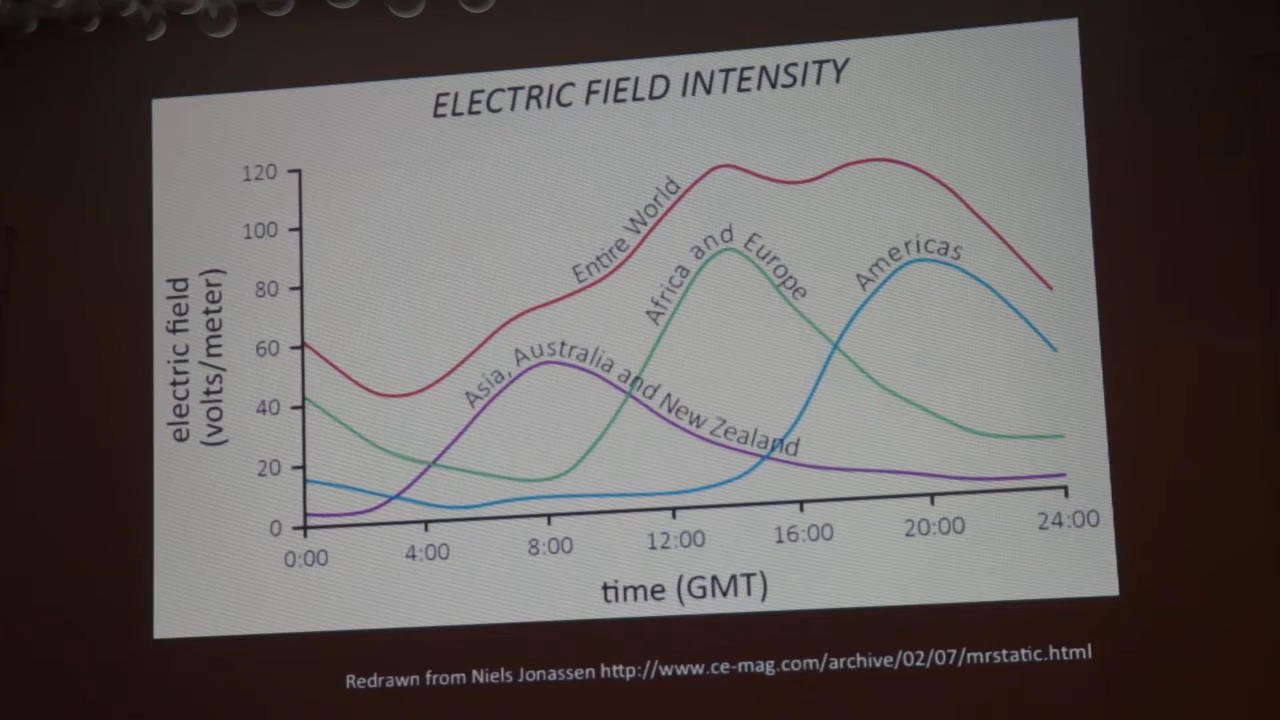 ELECTRIC FIELD INTENSITY
electric field
(volts/meter)
120
100
80
60
40
20
0
Entire World
Africa and Europe
Americas
Asia, Australia and New Zealand
0:00
4:00
8:00
12:00
16:00
20:00
24:00
time (GMT)
Redrawn from Niels Jonassen http://www.ce-mag.com/archive/02/07/mrstatic.html